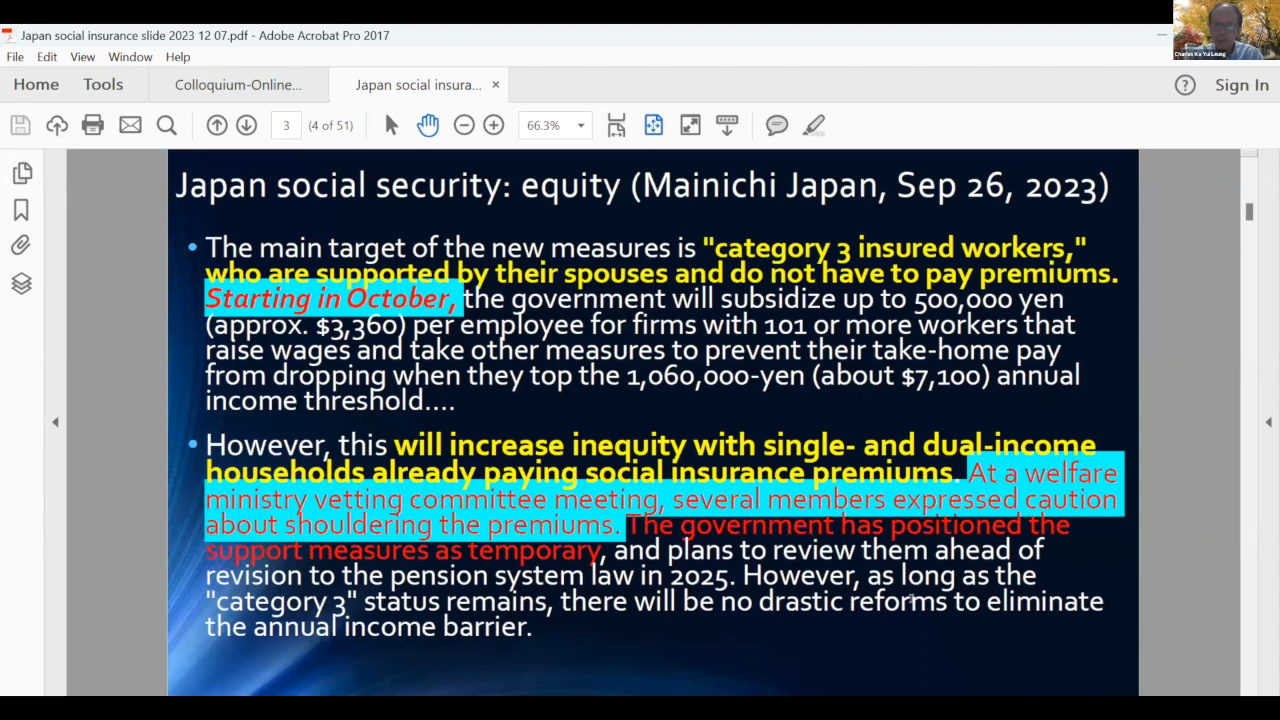 Japan social insurance slide 2023 12 07.pdf - Adobe Acrobat Pro 2017
File Edit View Window Help
Home Tools Colloquium-Online... Japan social insura... × ? Sign In
3 (4 of 51) 66.3%
Charles Ka Yui Leung
Japan social security: equity (Mainichi Japan, Sep 26, 2023)
• The main target of the new measures is "category 3 insured workers,"
who are supported by their spouses and do not have to pay premiums.
Starting in October, the government will subsidize up to 500,000 yen
(approx. $3,360) per employee for firms with 101 or more workers that
raise wages and take other measures to prevent their take-home pay
from dropping when they top the 1,060,000-yen (about $7,100) annual
income threshold....
• However, this will increase inequity with single- and dual-income
households already paying social insurance premiums. At a welfare
ministry vetting committee meeting, several members expressed caution
about shouldering the premiums. The government has positioned the
support measures as temporary, and plans to review them ahead of
revision to the pension system law in 2025. However, as long as the
"category 3" status remains, there will be no drastic reforms to eliminate
the annual income barrier.